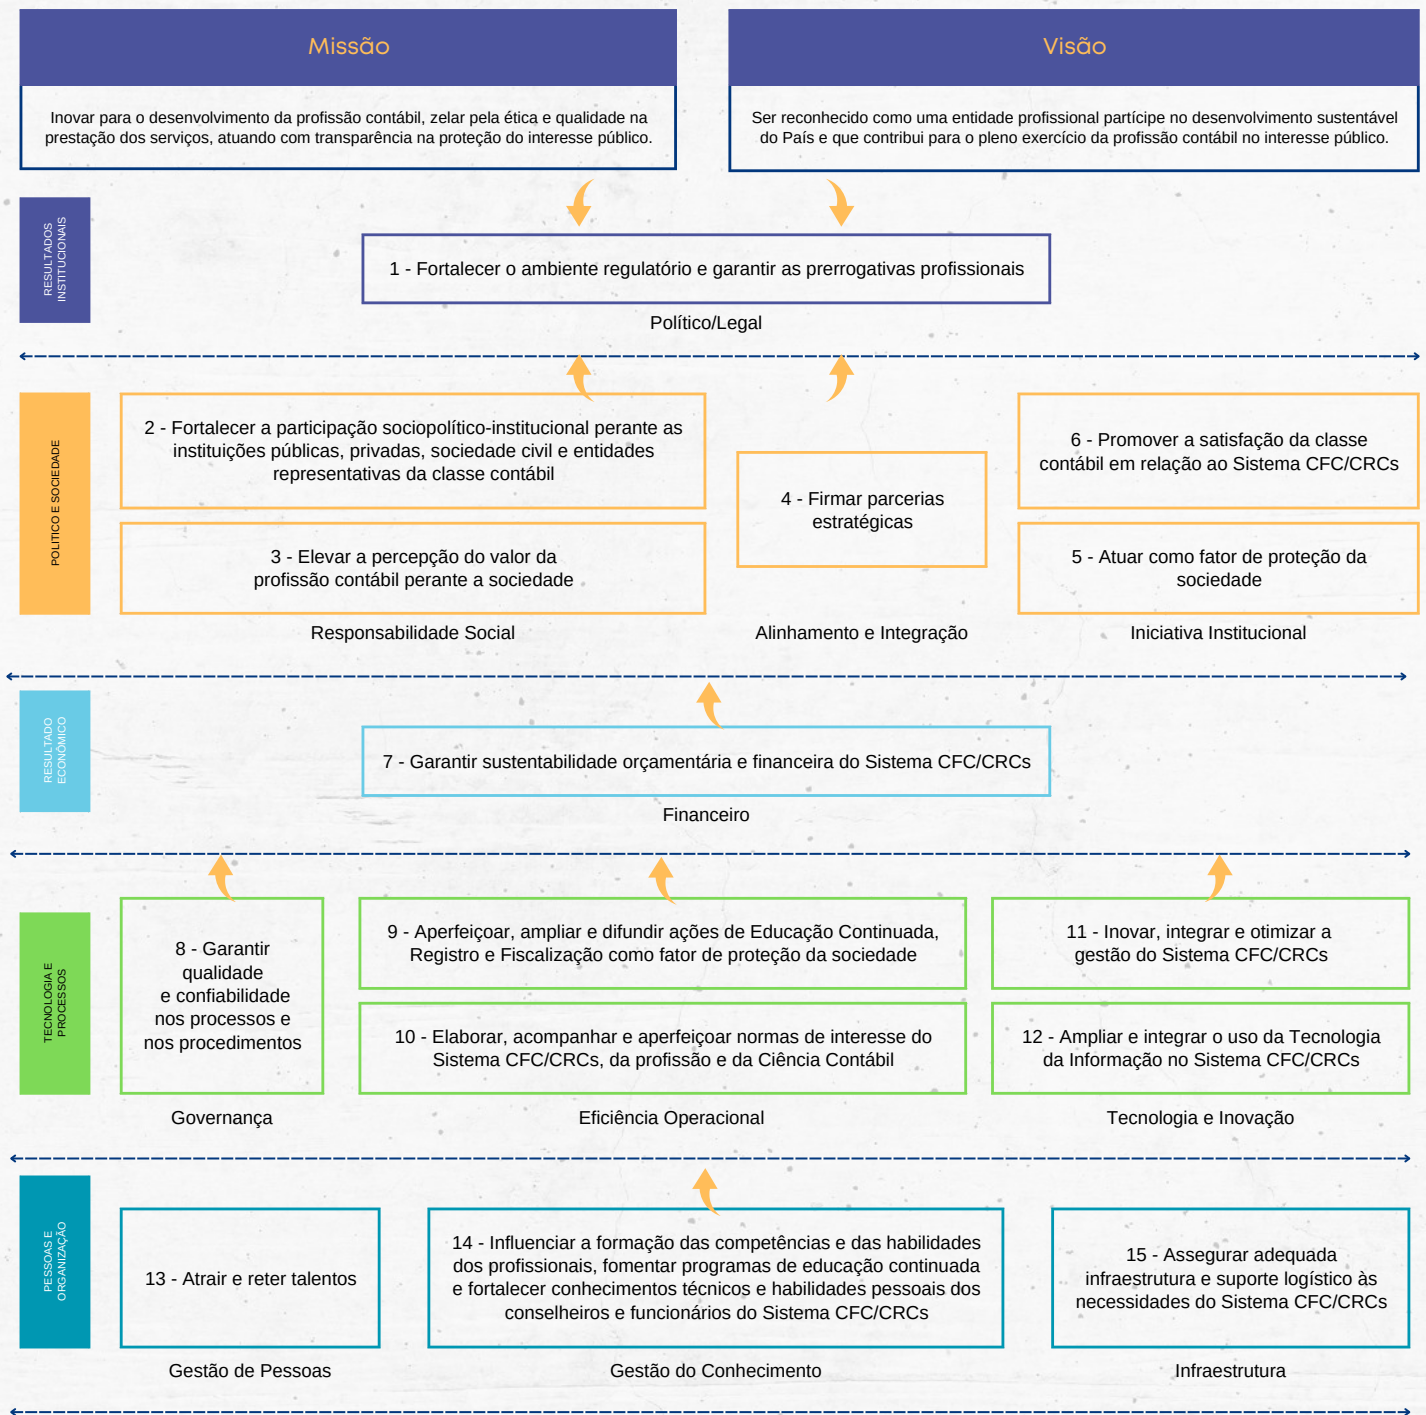 Missão
Inovar para o desenvolvimento da profissão contábil, zelar pela ética e qualidade na
prestação dos serviços, atuando com transparência na proteção do interesse público.
Visão
Ser reconhecido como uma entidade profissional partícipe no desenvolvimento sustentável
do País e que contribui para o pleno exercício da profissão contábil no interesse público.
RESULTADOS
INSTITUCIONAIS
1 - Fortalecer o ambiente regulatório e garantir as prerrogativas profissionais
Político/Legal
POLITICO E SOCIEDADE
2 - Fortalecer a participação sociopolítico-institucional perante as
instituições públicas, privadas, sociedade civil e entidades
representativas da classe contábil
3 - Elevar a percepção do valor da
profissão contábil perante a sociedade
Responsabilidade Social
4 - Firmar parcerias
estratégicas
Alinhamento e Integração
6 - Promover a satisfação da classe
contábil em relação ao Sistema CFC/CRCs
5 - Atuar como fator de proteção da
sociedade
Iniciativa Institucional
RESULTADO
ECONÔMICO
7 - Garantir sustentabilidade orçamentária e financeira do Sistema CFC/CRCs
Financeiro
TECNOLOGIA E
PROCESSOS
8 - Garantir
qualidade
e confiabilidade
nos processos e
nos procedimentos
Governança
9 - Aperfeiçoar, ampliar e difundir ações de Educação Continuada,
Registro e Fiscalização como fator de proteção da sociedade
10 - Elaborar, acompanhar e aperfeiçoar normas de interesse do
Sistema CFC/CRCs, da profissão e da Ciência Contábil
Eficiência Operacional
11 - Inovar, integrar e otimizar a
gestão do Sistema CFC/CRCs
12 - Ampliar e integrar o uso da Tecnologia
da Informação no Sistema CFC/CRCs
Tecnologia e Inovação
PESSOAS E
ORGANIZAÇÃO
13 - Atrair e reter talentos
Gestão de Pessoas
14 - Influenciar a formação das competências e das habilidades
dos profissionais, fomentar programas de educação continuada
e fortalecer conhecimentos técnicos e habilidades pessoais dos
conselheiros e funcionários do Sistema CFC/CRCs
Gestão do Conhecimento
15 - Assegurar adequada
infraestrutura e suporte logístico às
necessidades do Sistema CFC/CRCs
Infraestrutura